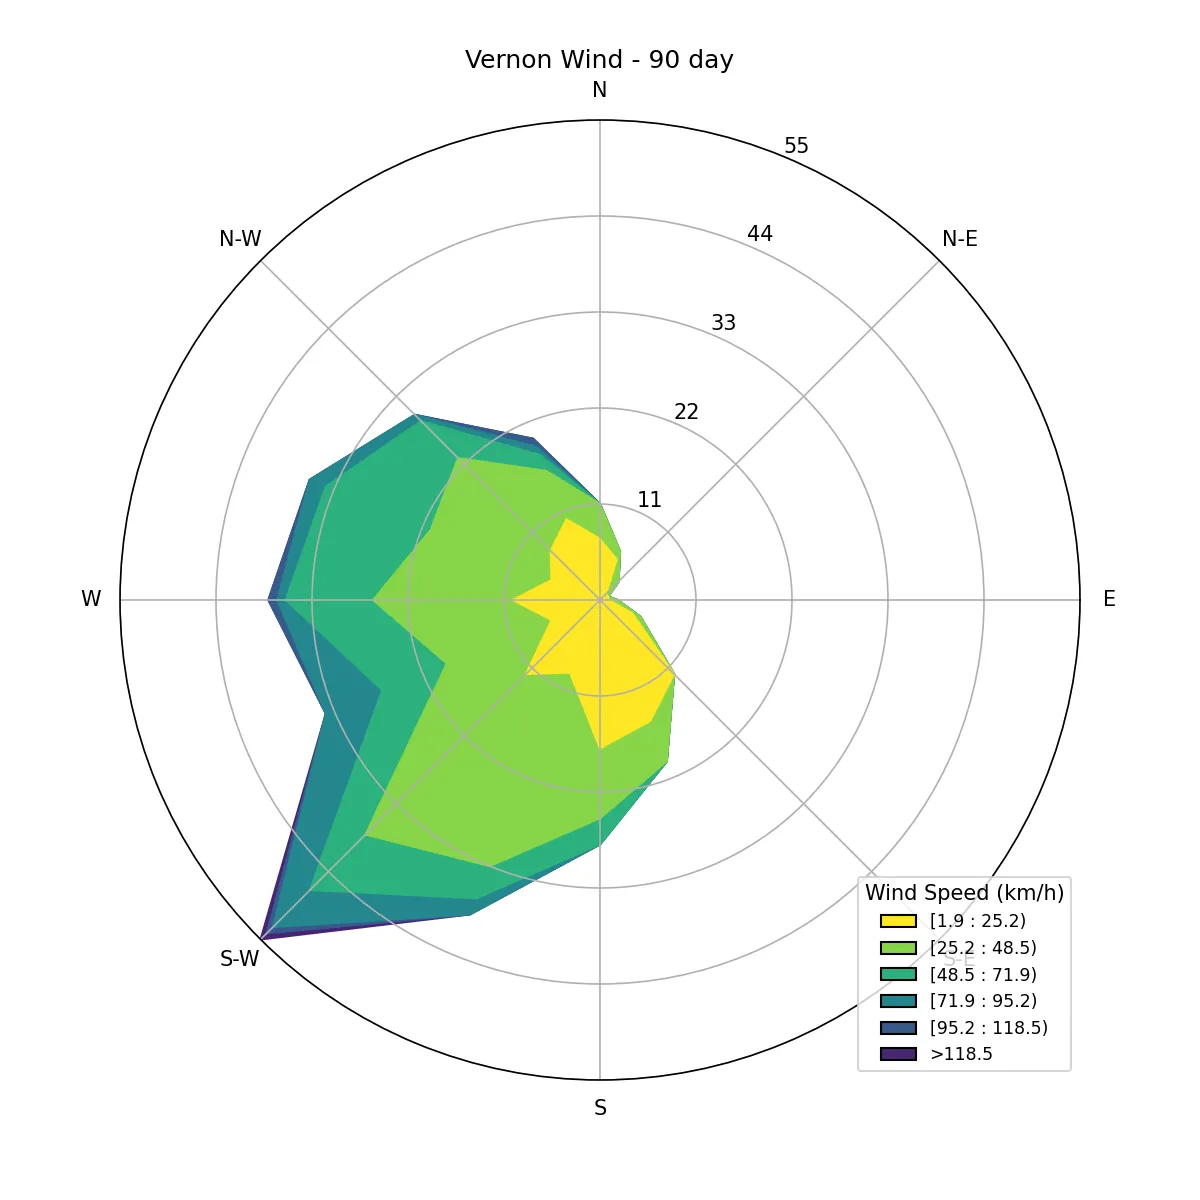 Vernon Wind - 90 day
N
55
N-W
N-E
44
33
22
11
W
E
S-W
S-E
S
Wind Speed (km/h)
[1.9 : 25.2)
[25.2 : 48.5)
[48.5 : 71.9)
[71.9 : 95.2)
[95.2 : 118.5)
>118.5